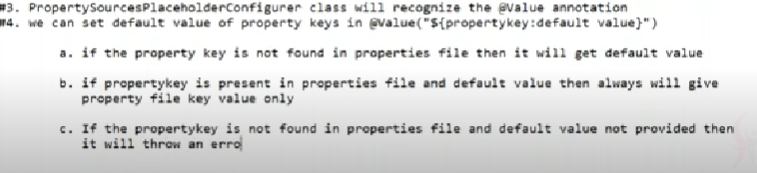 #3. PropertySourcesPlaceholderConfigurer class will recognize the @Value annotation
#4. we can set default value of property keys in @Value("${propertykey:default value}")
a. if the property key is not found in properties file then it will get default value
b. if propertykey is present in properties file and default value then always will give
property file key value only
c. If the propertykey is not found in properties file and default value not provided then
it will throw an erro